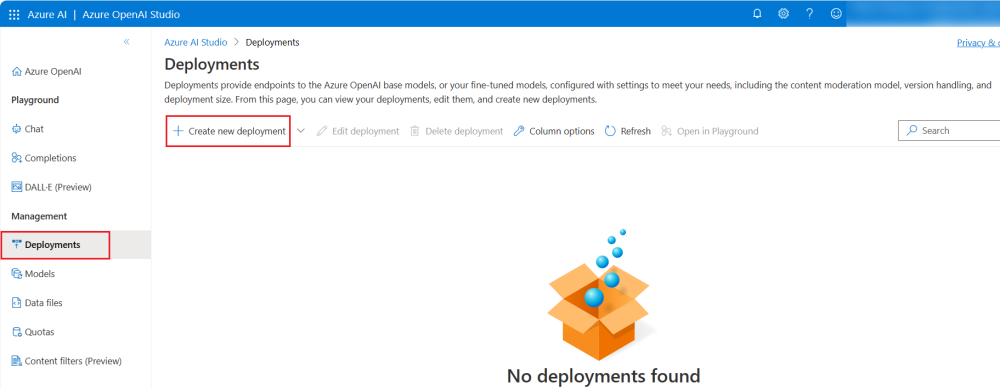 Azure AI | Azure OpenAI Studio
Azure AI Studio > Deployments
Privacy &
Azure OpenAI
Playground
Chat
Completions
DALL·E (Preview)
Management
Deployments
Models
Data files
Quotas
Content filters (Preview)
Deployments
Deployments provide endpoints to the Azure OpenAI base models, or your fine-tuned models, configured with settings to meet your needs, including the content moderation model, version handling, and
deployment size. From this page, you can view your deployments, edit them, and create new deployments.
+ Create new deployment Edit deployment Delete deployment Column options Refresh Open in Playground Search
No deployments found